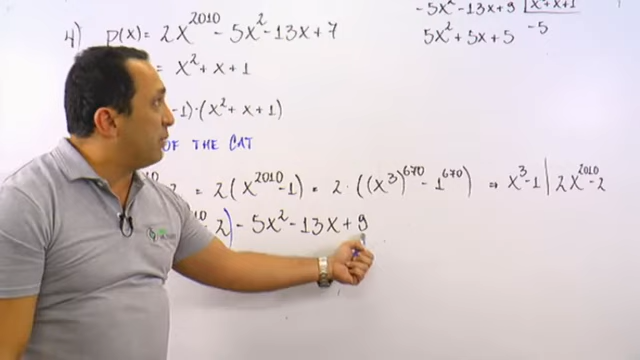 4) p(x) = 2x^2010 - 5x^2 - 13x + 7
= x^2 + x + 1
-1)·(x^2 + x + 1)
OF THE CAT
2 = 2(x^2010 - 1) = 2·((x^3)^670 - 1^670) ⇒ x^3 - 1 | 2x^2010 - 2
2) - 5x^2 - 13x + 9
-5x^2 - 13x + 9 | x^2 + x + 1
5x^2 + 5x + 5 -5